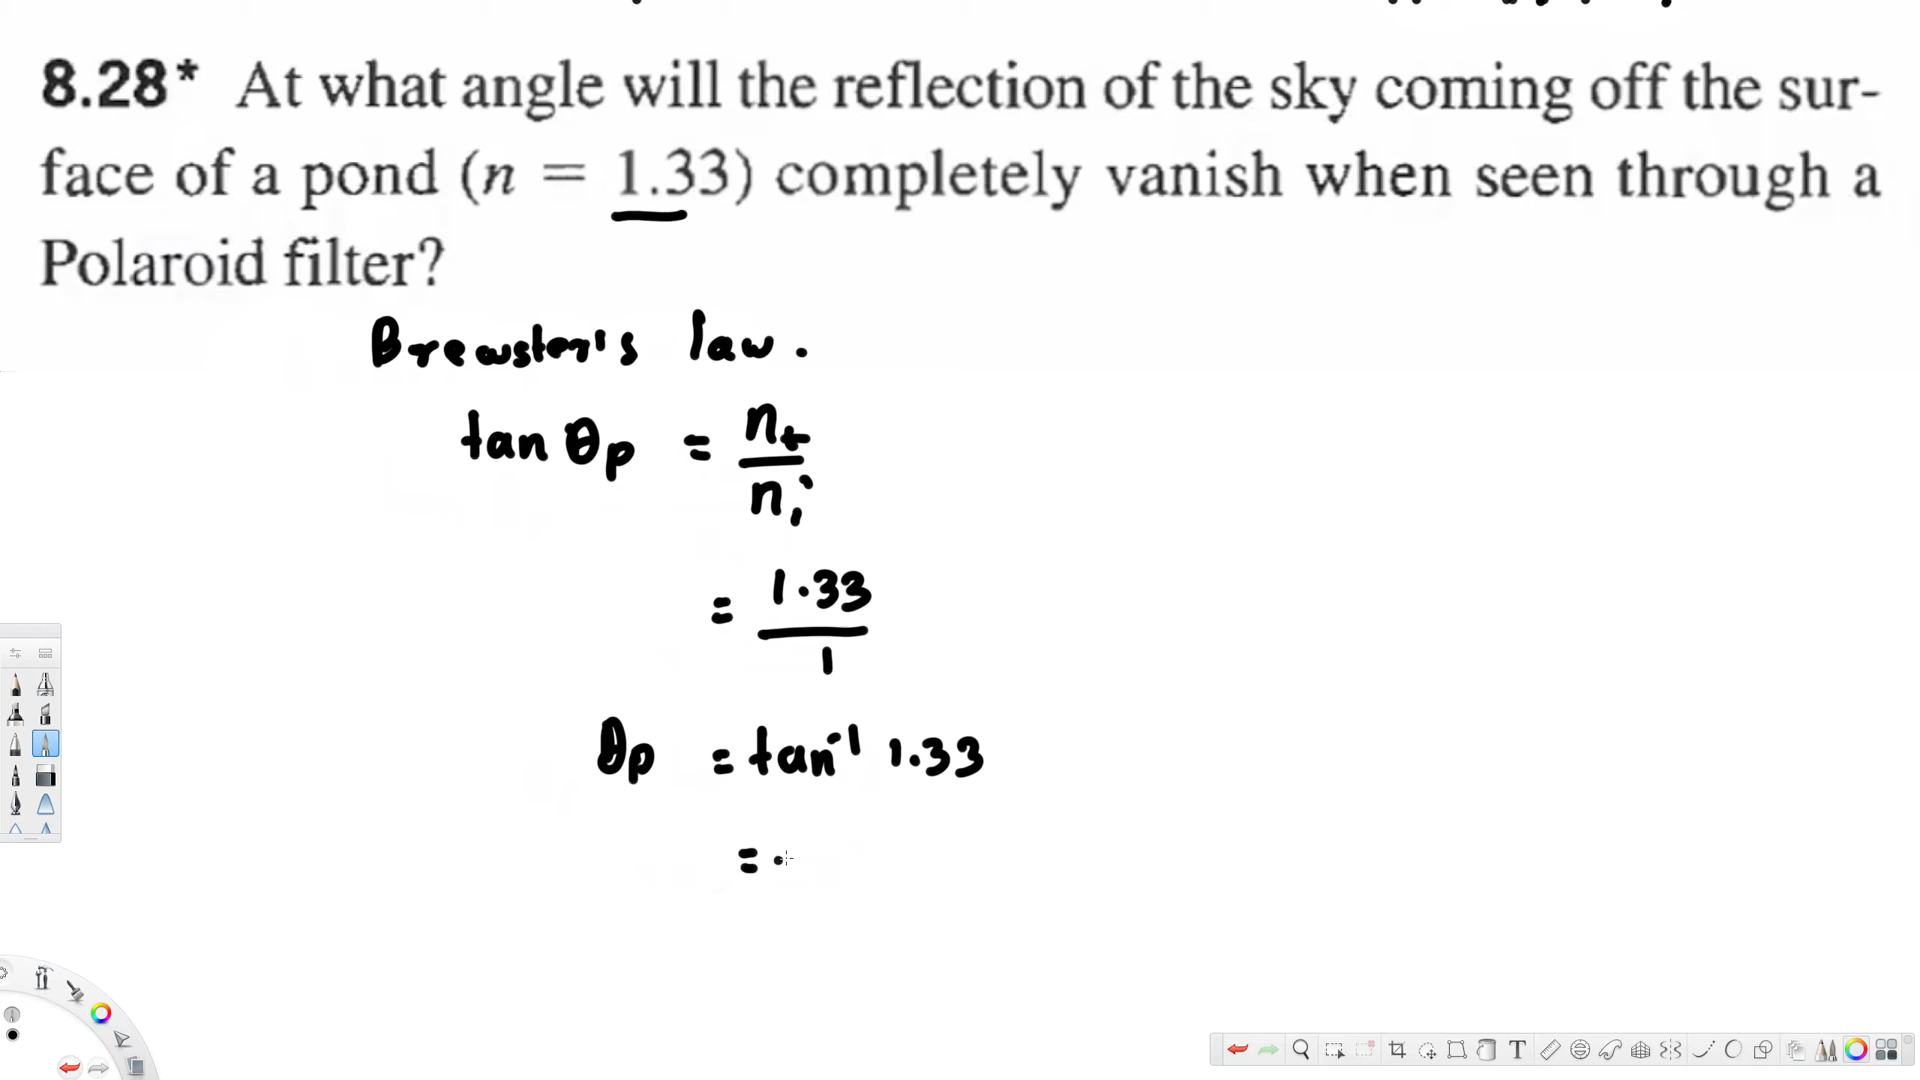 8.28* At what angle will the reflection of the sky coming off the sur-
face of a pond (n = 1.33) completely vanish when seen through a
Polaroid filter?
Brewster's law.
tan θp = nt/ni
= 1.33/1
θp = tan⁻¹ 1.33
=
T